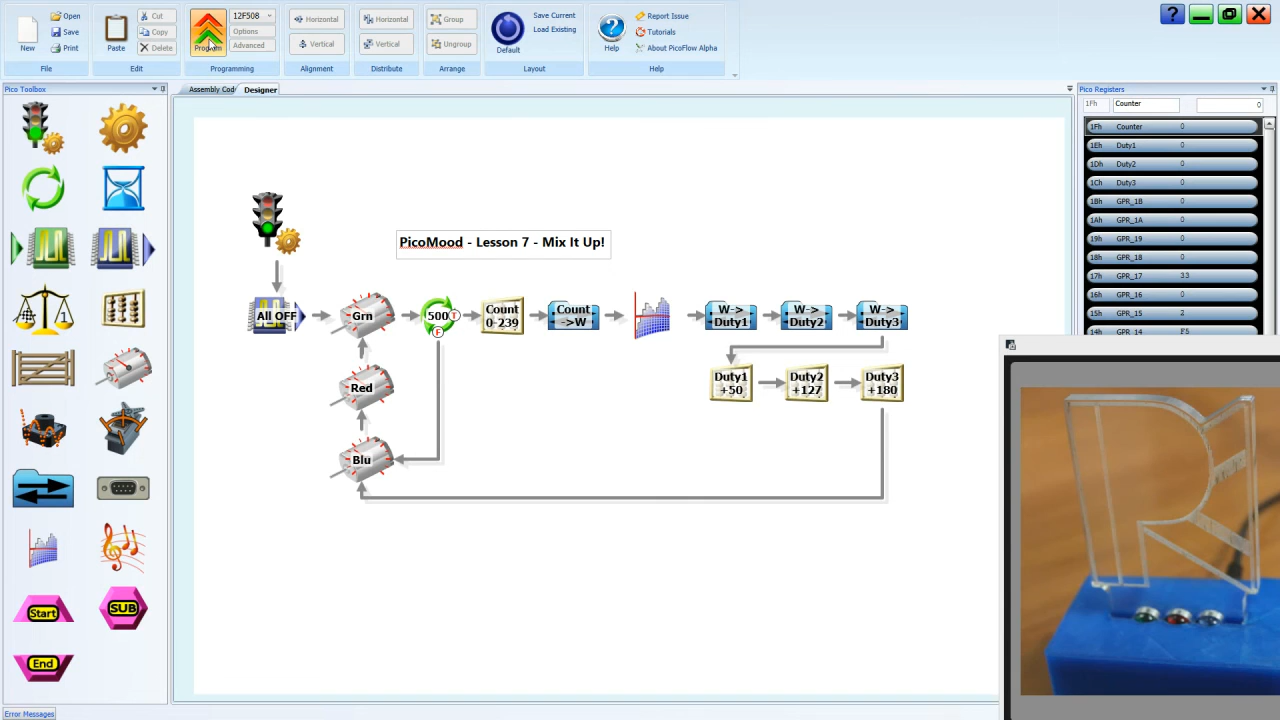 New
Open
Save
Print
File
Paste
Cut
Copy
Delete
Edit
Program
12F508
Options
Advanced
Programming
Horizontal
Vertical
Alignment
Horizontal
Vertical
Distribute
Group
Ungroup
Arrange
Default
Save Current
Load Existing
Layout
Help
Report Issue
Tutorials
About PicoFlow Alpha
Help
Pico Toolbox
Assembly Cod
Designer
Pico Registers
1Fh Counter 0
1Fh Counter 0
1Eh Duty1 0
1Dh Duty2 0
1Ch Duty3 0
1Bh GPR_1B 0
1Ah GPR_1A 0
19h GPR_19 0
18h GPR_18 0
17h GPR_17 33
16h GPR_16 0
15h GPR_15 2
14h GPR_14 F5
PicoMood - Lesson 7 - Mix It Up!
All OFF
Grn
500
T
F
Count
0-239
Count
->W
W->
Duty1
W->
Duty2
W->
Duty3
Red
Duty1
+50
Duty2
+127
Duty3
+180
Blu
1
Start
SUB
End
Error Messages